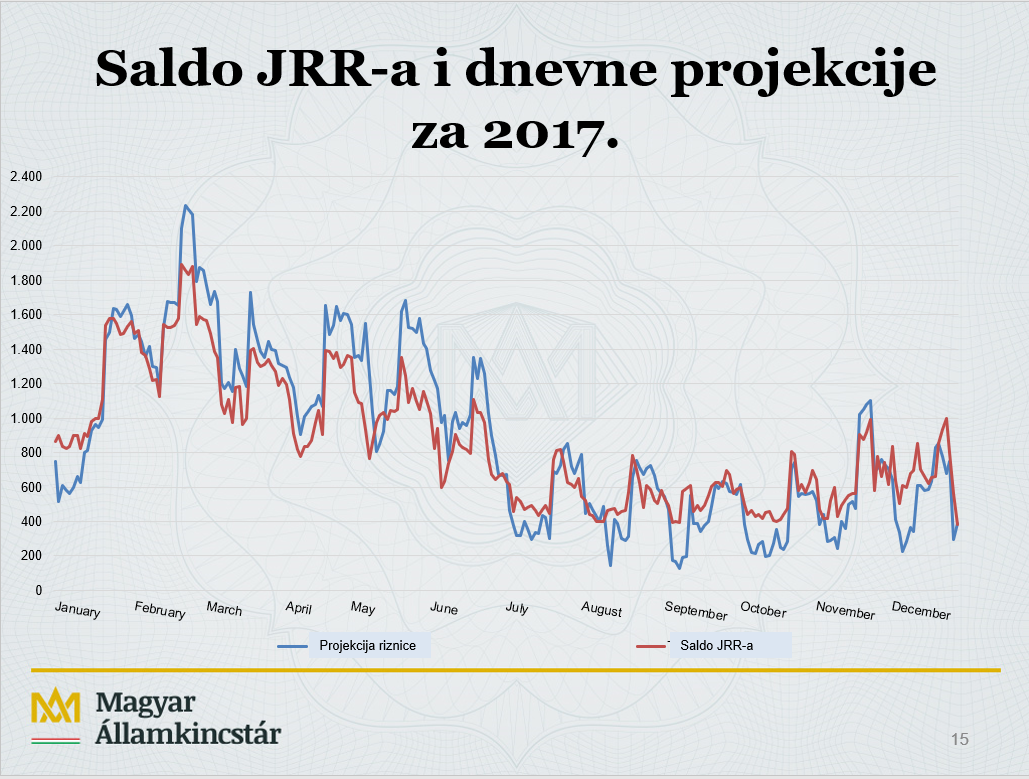 Saldo JRR-a i dnevne projekcije
za 2017.
2.400
2.200
2.000
1.800
1.600
1.400
1.200
1.000
800
600
400
200
0
January February March April May June July August September October November December
Projekcija riznice Saldo JRR-a
Magyar
Államkincstár
15